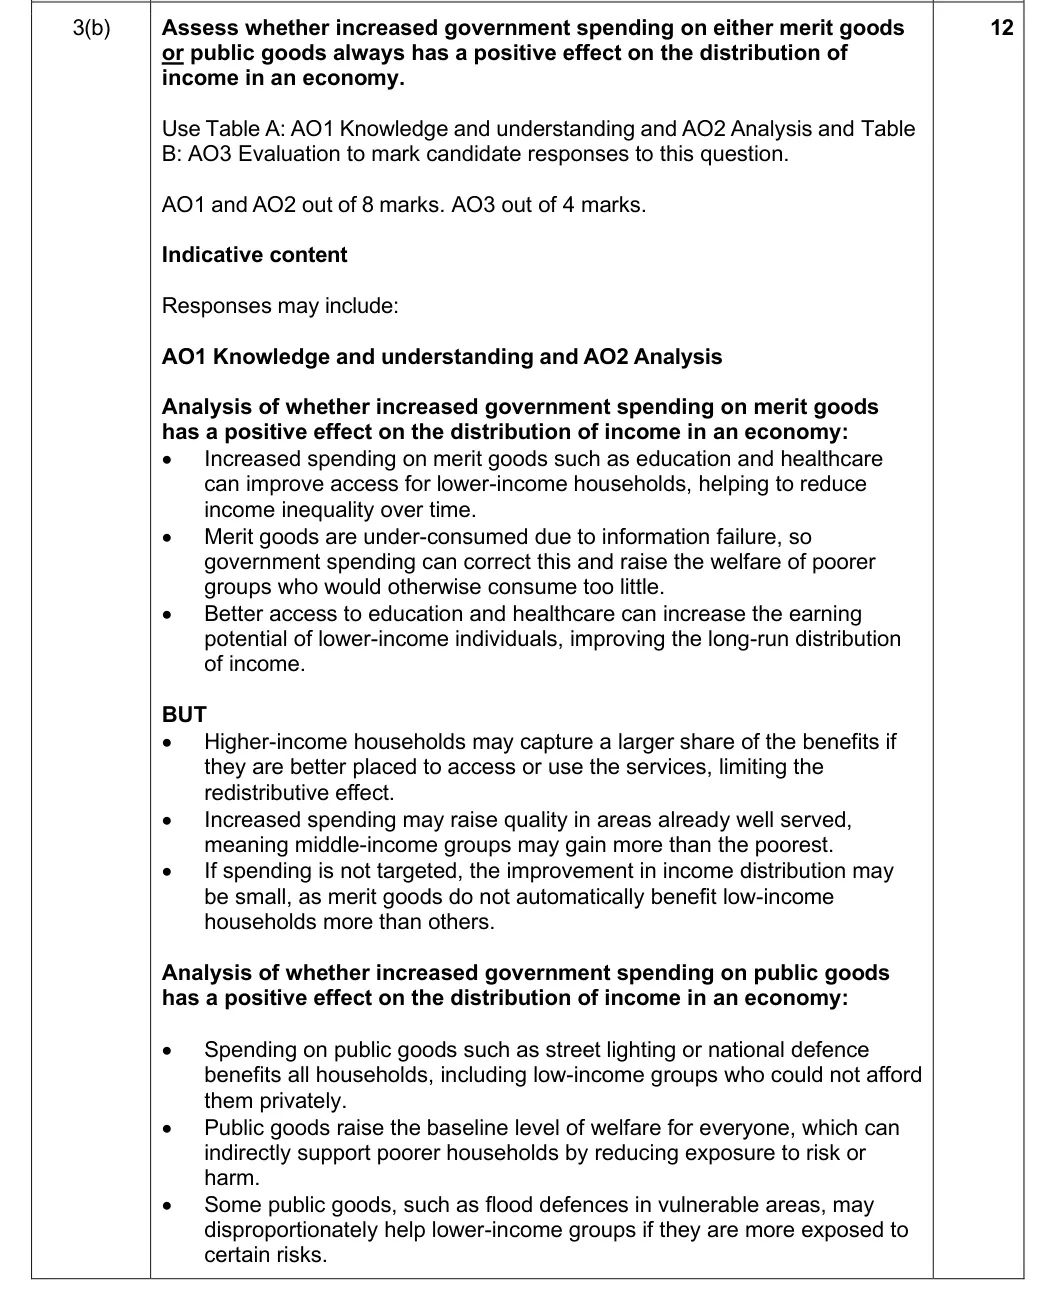 3(b)
Assess whether increased government spending on either merit goods
or public goods always has a positive effect on the distribution of
income in an economy.
12
Use Table A: AO1 Knowledge and understanding and AO2 Analysis and Table
B: AO3 Evaluation to mark candidate responses to this question.
AO1 and AO2 out of 8 marks. AO3 out of 4 marks.
Indicative content
Responses may include:
AO1 Knowledge and understanding and AO2 Analysis
Analysis of whether increased government spending on merit goods
has a positive effect on the distribution of income in an economy:
• Increased spending on merit goods such as education and healthcare
can improve access for lower-income households, helping to reduce
income inequality over time.
• Merit goods are under-consumed due to information failure, so
government spending can correct this and raise the welfare of poorer
groups who would otherwise consume too little.
• Better access to education and healthcare can increase the earning
potential of lower-income individuals, improving the long-run distribution
of income.
BUT
• Higher-income households may capture a larger share of the benefits if
they are better placed to access or use the services, limiting the
redistributive effect.
• Increased spending may raise quality in areas already well served,
meaning middle-income groups may gain more than the poorest.
• If spending is not targeted, the improvement in income distribution may
be small, as merit goods do not automatically benefit low-income
households more than others.
Analysis of whether increased government spending on public goods
has a positive effect on the distribution of income in an economy:
• Spending on public goods such as street lighting or national defence
benefits all households, including low-income groups who could not afford
them privately.
• Public goods raise the baseline level of welfare for everyone, which can
indirectly support poorer households by reducing exposure to risk or
harm.
• Some public goods, such as flood defences in vulnerable areas, may
disproportionately help lower-income groups if they are more exposed to
certain risks.